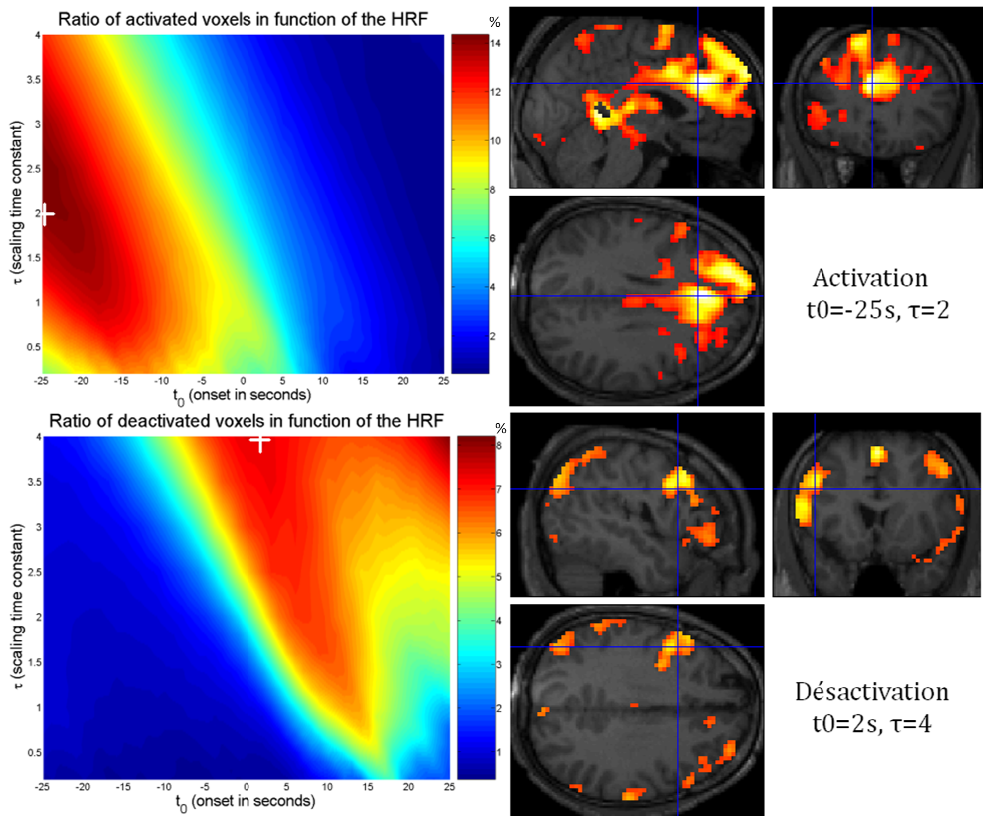 Ratio of activated voxels in function of the HRF
%
4
3.5
3
2.5
2
1.5
1
0.5
τ (scaling time constant)
-25 -20 -15 -10 -5 0 5 10 15 20 25
t0 (onset in seconds)
14
12
10
8
6
4
2
Activation
t0=-25s, τ=2
Ratio of deactivated voxels in function of the HRF
%
4
3.5
3
2.5
2
1.5
1
0.5
τ (scaling time constant)
-25 -20 -15 -10 -5 0 5 10 15 20 25
t0 (onset in seconds)
8
7
6
5
4
3
2
1
Désactivation
t0=2s, τ=4